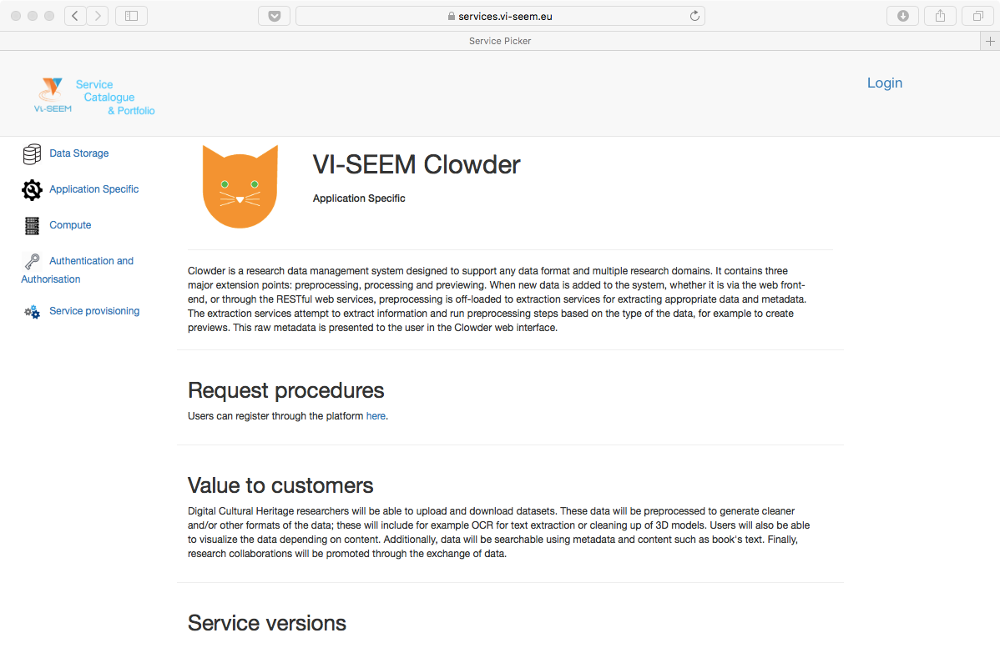 services.vi-seem.eu
Service Picker
VI-SEEM
Service
Catalogue
& Portfolio
Login
Data Storage
Application Specific
Compute
Authentication and
Authorisation
Service provisioning
VI-SEEM Clowder
Application Specific
Clowder is a research data management system designed to support any data format and multiple research domains. It contains three
major extension points: preprocessing, processing and previewing. When new data is added to the system, whether it is via the web front-
end, or through the RESTful web services, preprocessing is off-loaded to extraction services for extracting appropriate data and metadata.
The extraction services attempt to extract information and run preprocessing steps based on the type of the data, for example to create
previews. This raw metadata is presented to the user in the Clowder web interface.
Request procedures
Users can register through the platform here.
Value to customers
Digital Cultural Heritage researchers will be able to upload and download datasets. These data will be preprocessed to generate cleaner
and/or other formats of the data; these will include for example OCR for text extraction or cleaning up of 3D models. Users will also be able
to visualize the data depending on content. Additionally, data will be searchable using metadata and content such as book's text. Finally,
research collaborations will be promoted through the exchange of data.
Service versions